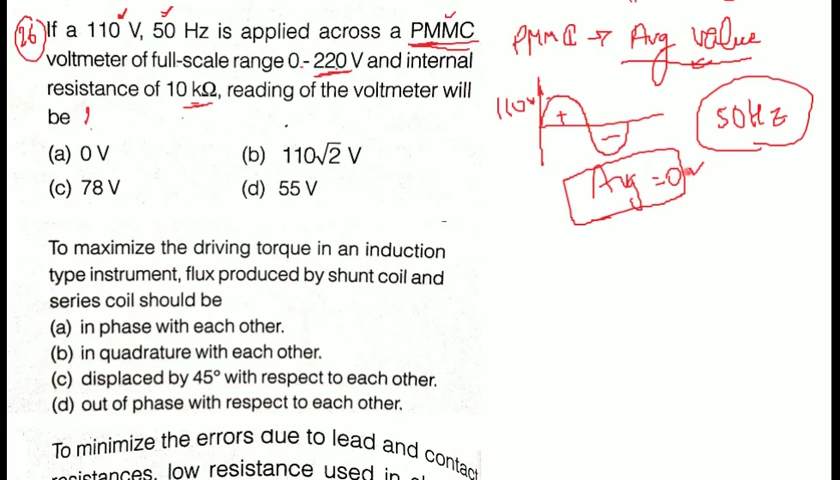 26
If a 110 V, 50 Hz is applied across a PMMC
voltmeter of full-scale range 0.- 220 V and internal
resistance of 10 kΩ, reading of the voltmeter will
be ?
(a) 0 V
(b) 110√2 V
(c) 78 V
(d) 55 V
PMMC → Avg value
110v
+
-
50Hz
Avg = 0
To maximize the driving torque in an induction
type instrument, flux produced by shunt coil and
series coil should be
(a) in phase with each other.
(b) in quadrature with each other.
(c) displaced by 45° with respect to each other.
(d) out of phase with respect to each other.
To minimize the errors due to lead and contact
low resistance used in